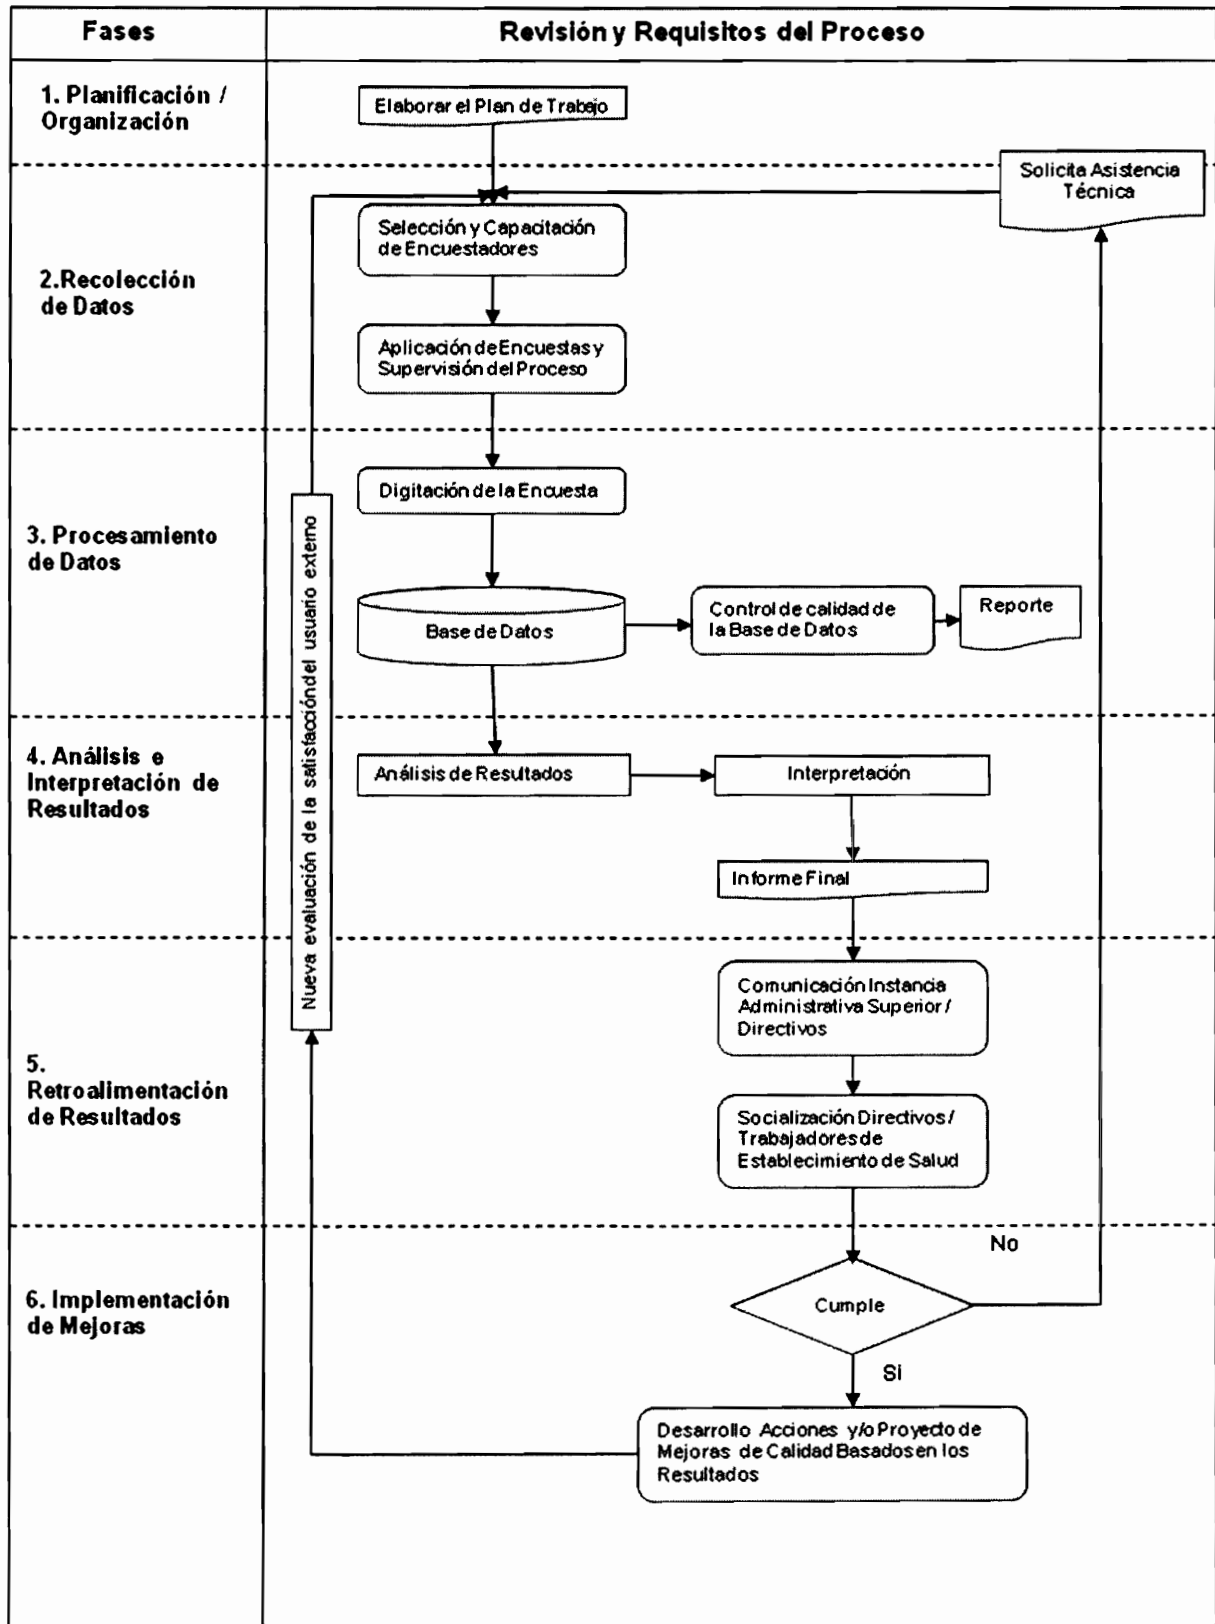 Fases
Revisión y Requisitos del Proceso
1. Planificación /
Organización
Elaborar el Plan de Trabajo
Solicita Asistencia
Técnica
2.Recolección
de Datos
Selección y Capacitación
de Encuestadores
Aplicación de Encuestas y
Supervisión del Proceso
3. Procesamiento
de Datos
Digitación de la Encuesta
Base de Datos
Control de calidad de
la Base de Datos
Reporte
Nueva evaluación de la satisfacción del usuario externo
4. Análisis e
Interpretación de
Resultados
Análisis de Resultados
Interpretación
Informe Final
5.
Retroalimentación
de Resultados
Comunicación Instancia
Administrativa Superior /
Directivos
Socialización Directivos /
Trabajadores de
Establecimiento de Salud
6. Implementación
de Mejoras
No
Cumple
Si
Desarrollo Acciones y/o Proyecto de
Mejoras de Calidad Basados en los
Resultados